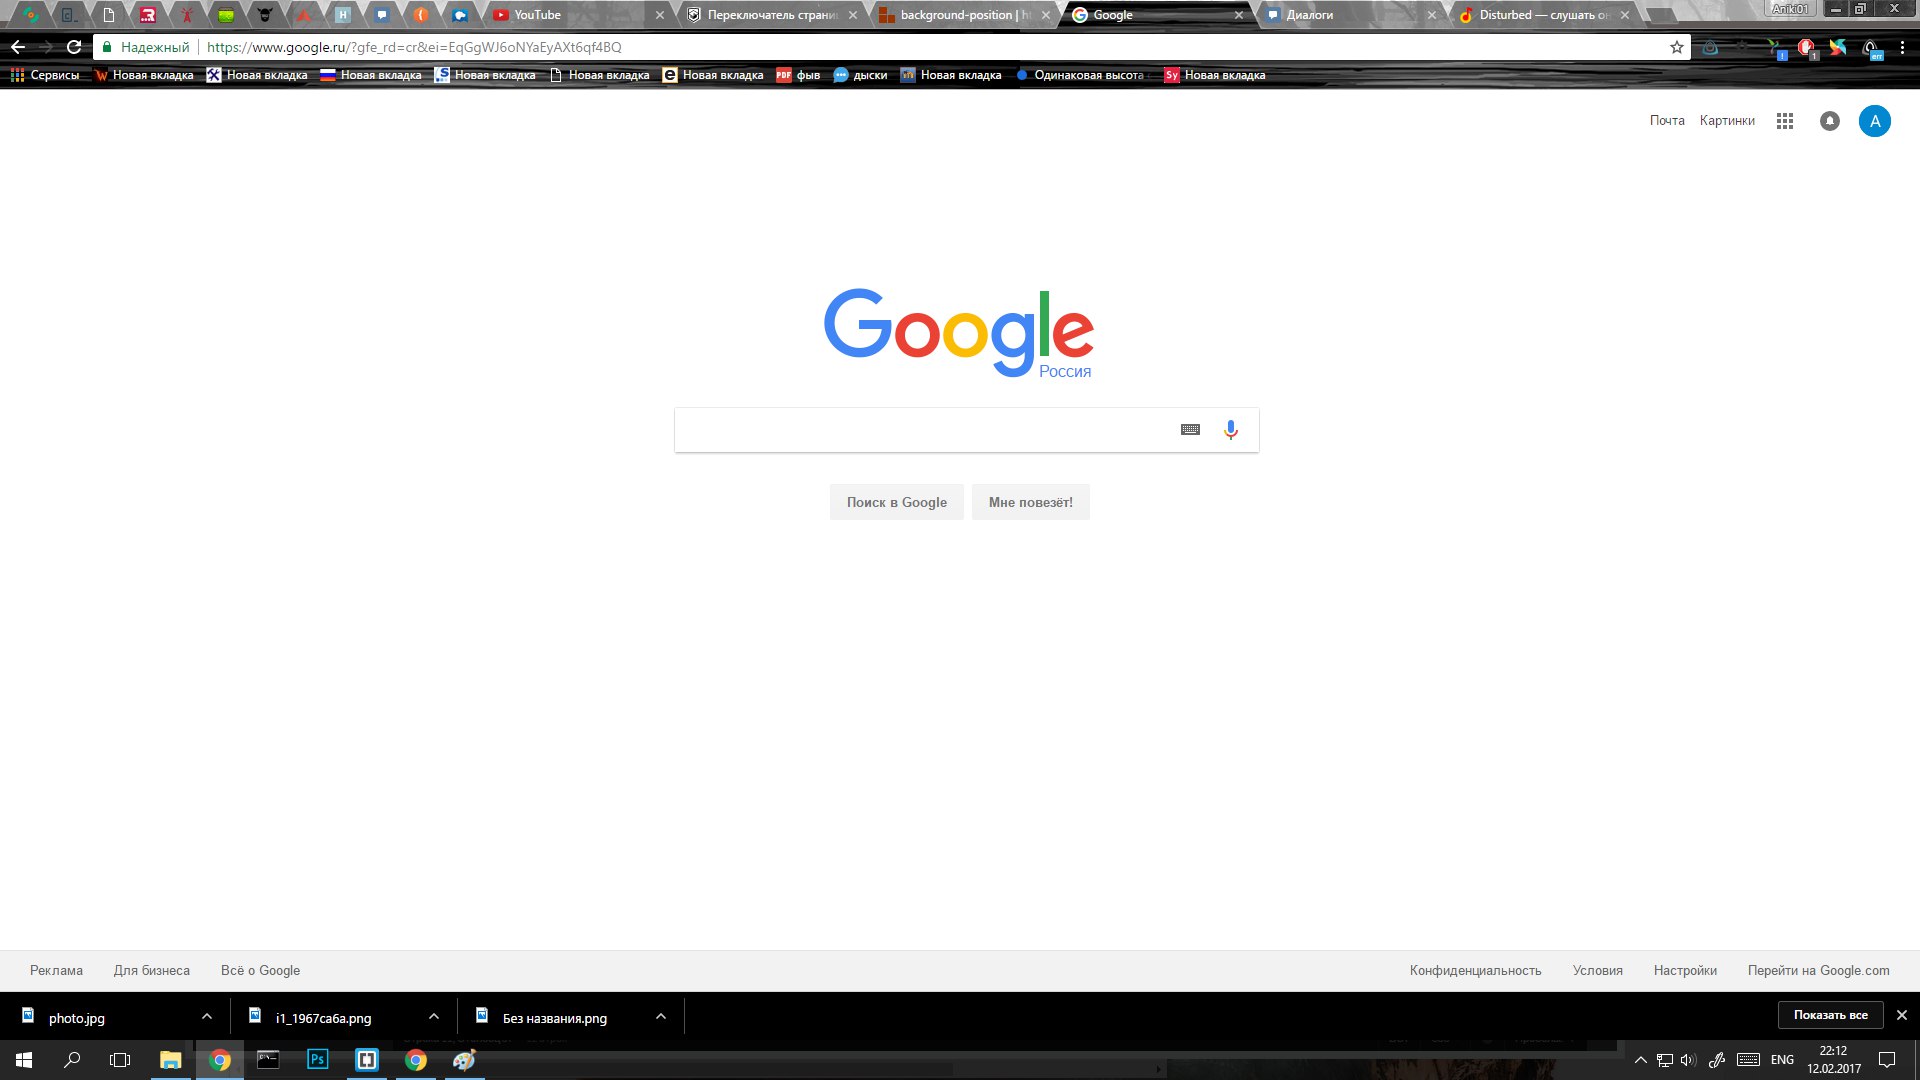 YouTube
Переключатель страни
background-position | h
Google
Диалоги
Disturbed — слушать о
Aniki01
Надежный
https://www.google.ru/?gfe_rd=cr&ei=EqGgWJ6oNYaEyAXt6qf4BQ
Сервисы
Новая вкладка
Новая вкладка
Новая вкладка
Новая вкладка
Новая вкладка
Новая вкладка
фыв
дыски
Новая вкладка
Одинаковая высота
Новая вкладка
Почта
Картинки
A
Google
Россия
Поиск в Google
Мне повезёт!
Реклама
Для бизнеса
Всё о Google
Конфиденциальность
Условия
Настройки
Перейти на Google.com
photo.jpg
i1_1967ca6a.png
Без названия.png
Показать все
Ps
ENG
22:12
12.02.2017